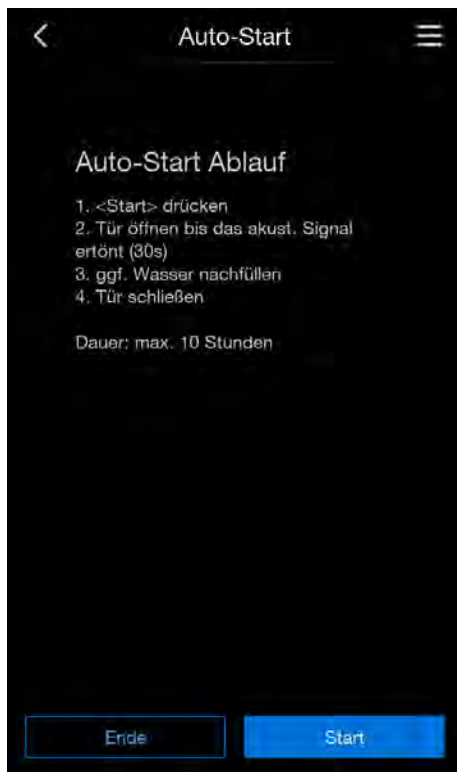 Auto-Start
Auto-Start Ablauf
1. <Start> drücken
2. Tür öffnen bis das akust. Signal
ertönt (30s)
3. ggf. Wasser nachfüllen
4. Tür schließen
Dauer: max. 10 Stunden
Ende
Start